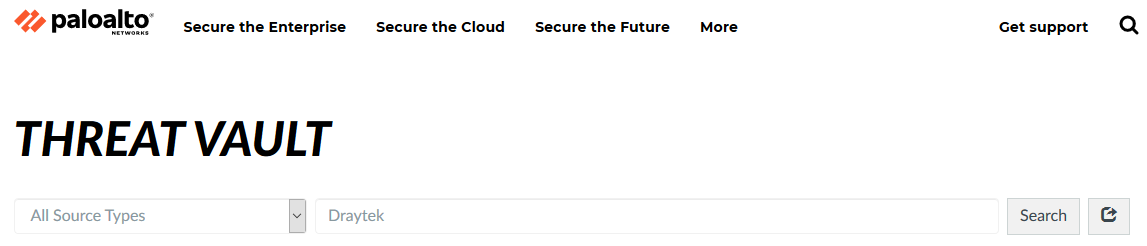 paloalto®
NETWORKS
Secure the Enterprise Secure the Cloud Secure the Future More Get support
THREAT VAULT
All Source Types Draytek Search